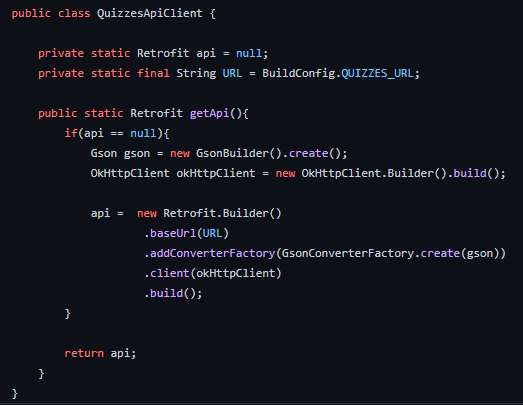 public class QuizzesApiClient {
private static Retrofit api = null;
private static final String URL = BuildConfig.QUIZZES_URL;
public static Retrofit getApi(){
if(api == null){
Gson gson = new GsonBuilder().create();
OkHttpClient okHttpClient = new OkHttpClient.Builder().build();
api =  new Retrofit.Builder()
.baseUrl(URL)
.addConverterFactory(GsonConverterFactory.create(gson))
.client(okHttpClient)
.build();
}
return api;
}
}